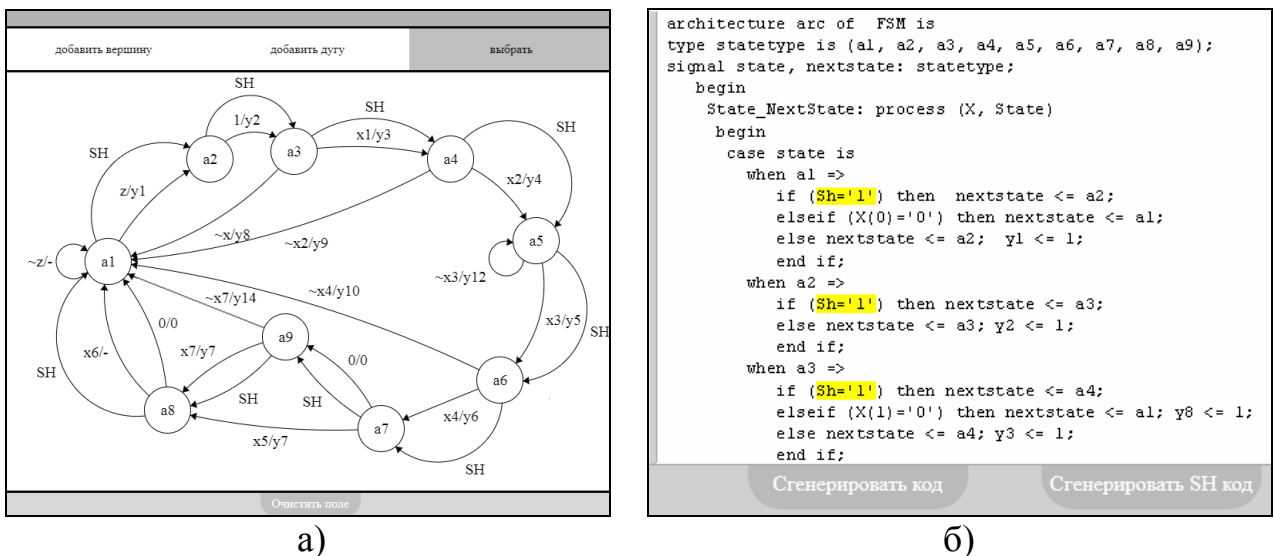 добавить вершину
добавить дугу
выбрать
SH
1/y2
SH
x1/y3
SH
SH
a2
a3
a4
z/y1
x2/y4
~x/y8
~x2/y9
a5
~z/-
a1
~x3/y12
~x4/y10
~x7/y14
x3/y5
SH
0/0
a9
x6/-
x7/y7
0/0
SH
a6
SH
SH
a8
x4/y6
a7
x5/y7
SH
Очистить поле
а)
architecture arc of  FSM is
type statetype is (a1, a2, a3, a4, a5, a6, a7, a8, a9);
signal state, nextstate: statetype;
begin
State_NextState: process (X, State)
begin
case state is
when a1 =>
if (Sh='1') then  nextstate <= a2;
elseif (X(0)='0') then nextstate <= a1;
else nextstate <= a2;  y1 <= 1;
end if;
when a2 =>
if (Sh='1') then nextstate <= a3;
else nextstate <= a3; y2 <= 1;
end if;
when a3 =>
if (Sh='1') then nextstate <= a4;
elseif (X(1)='0') then nextstate <= a1; y8 <= 1;
else nextstate <= a4; y3 <= 1;
end if;
Сгенерировать код
Сгенерировать SH код
б)